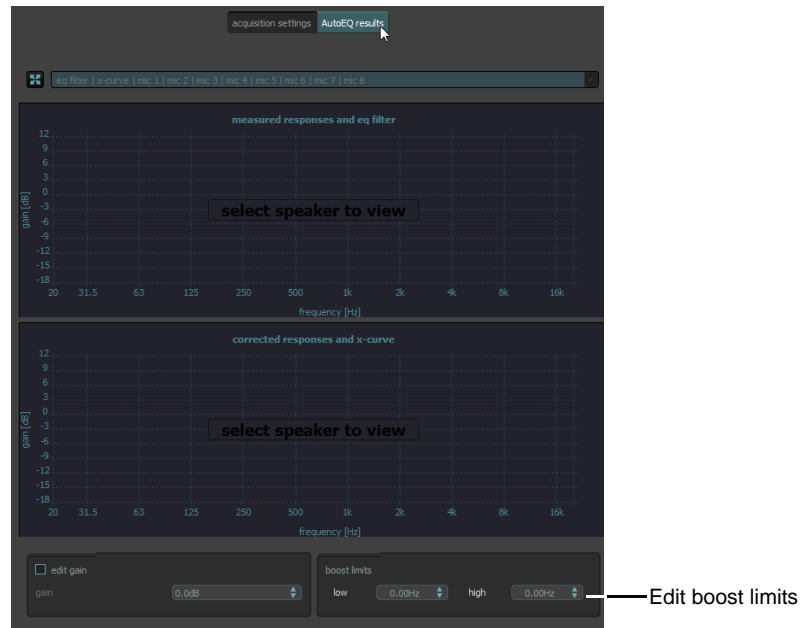 acquisition settings AutoEQ results
eq filter | x-curve | mic 1 | mic 2 | mic 3 | mic 4 | mic 5 | mic 6 | mic 7 | mic 8
measured responses and eq filter
12
9
6
3
0
-3
-6
-9
-12
-15
-18
gain [dB]
select speaker to view
20 31.5 63 125 250 500 1k 2k 4k 8k 16k
frequency [Hz]
corrected responses and x-curve
12
9
6
3
0
-3
-6
-9
-12
-15
-18
gain [dB]
select speaker to view
20 31.5 63 125 250 500 1k 2k 4k 8k 16k
frequency [Hz]
edit gain
gain 0.0dB
boost limits
low 0.00Hz high 0.00Hz
Edit boost limits